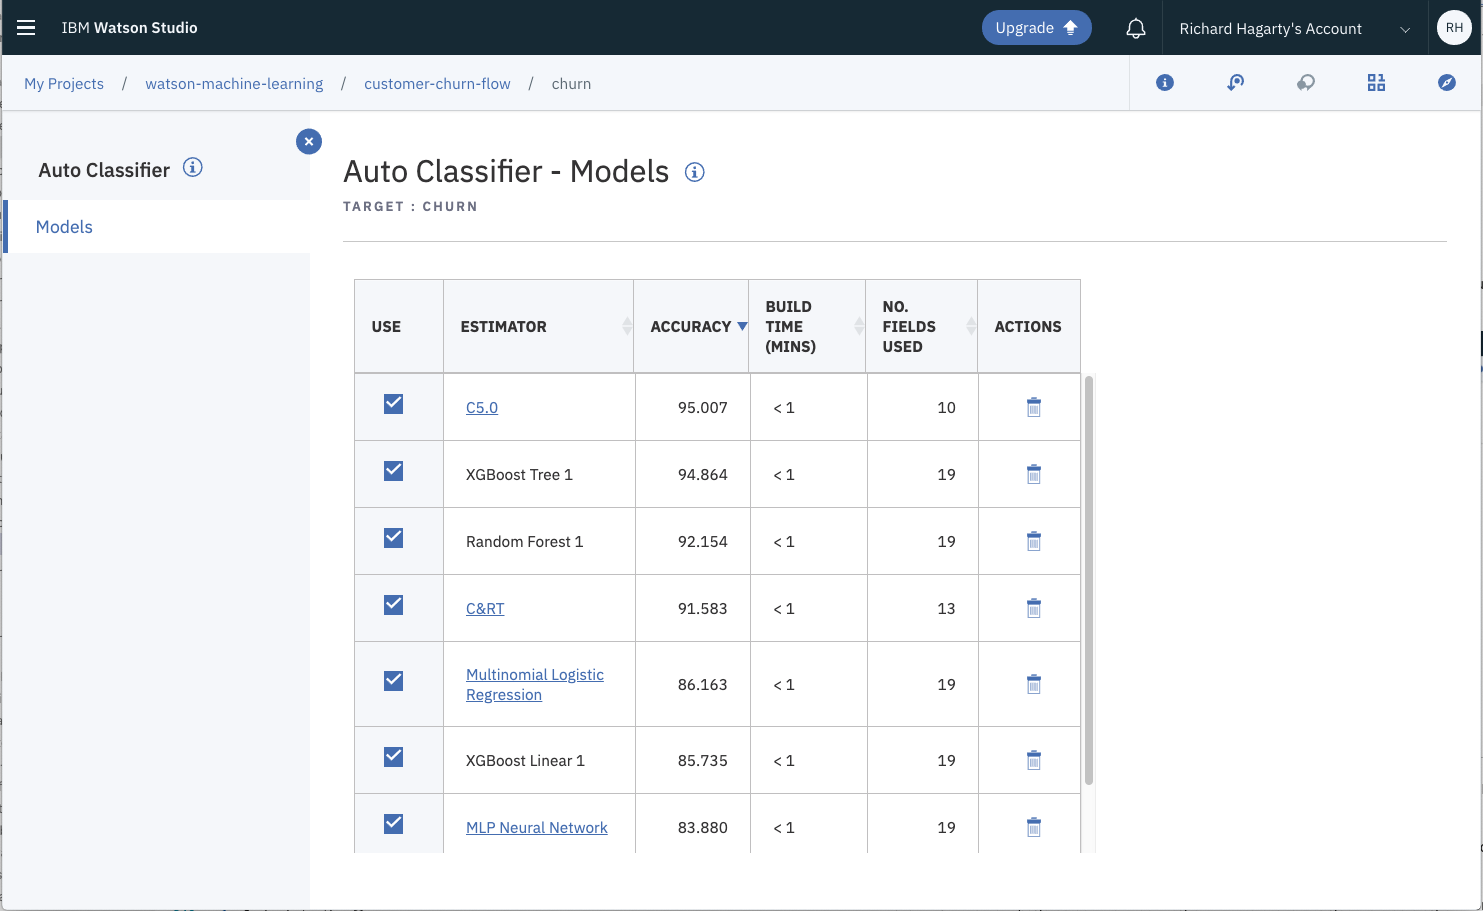 IBM Watson Studio
Upgrade
Richard Hagarty's Account
RH
My Projects / watson-machine-learning / customer-churn-flow / churn
Auto Classifier
Models
Auto Classifier - Models
TARGET : CHURN
USE ESTIMATOR ACCURACY BUILD TIME (MINS) NO. FIELDS USED ACTIONS
C5.0 95.007 < 1 10
XGBoost Tree 1 94.864 < 1 19
Random Forest 1 92.154 < 1 19
C&RT 91.583 < 1 13
Multinomial Logistic
Regression 86.163 < 1 19
XGBoost Linear 1 85.735 < 1 19
MLP Neural Network 83.880 < 1 19